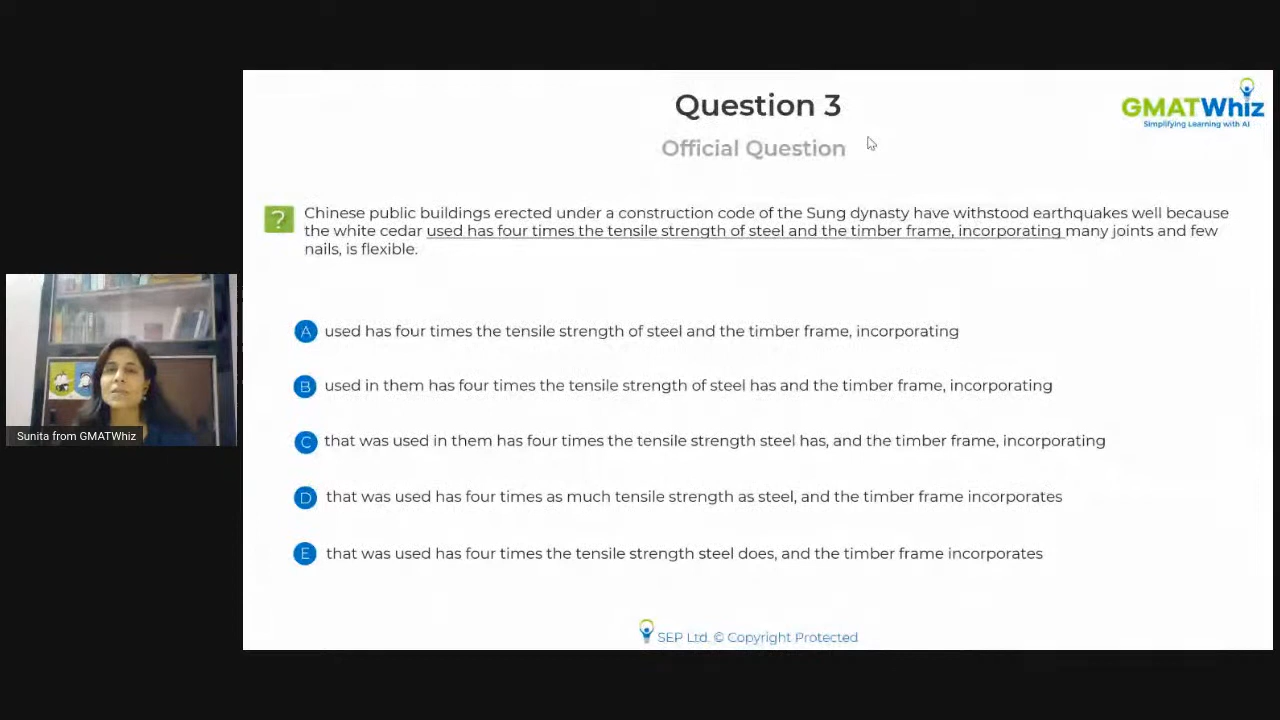 Question 3
GMATWhiz
Simplifying Learning with AI
Official Question
?
Chinese public buildings erected under a construction code of the Sung dynasty have withstood earthquakes well because
the white cedar used has four times the tensile strength of steel and the timber frame, incorporating many joints and few
nails, is flexible.
A used has four times the tensile strength of steel and the timber frame, incorporating
B used in them has four times the tensile strength of steel has and the timber frame, incorporating
C that was used in them has four times the tensile strength steel has, and the timber frame, incorporating
D that was used has four times as much tensile strength as steel, and the timber frame incorporates
E that was used has four times the tensile strength steel does, and the timber frame incorporates
Sunita from GMATWhiz
SEP Ltd. © Copyright Protected